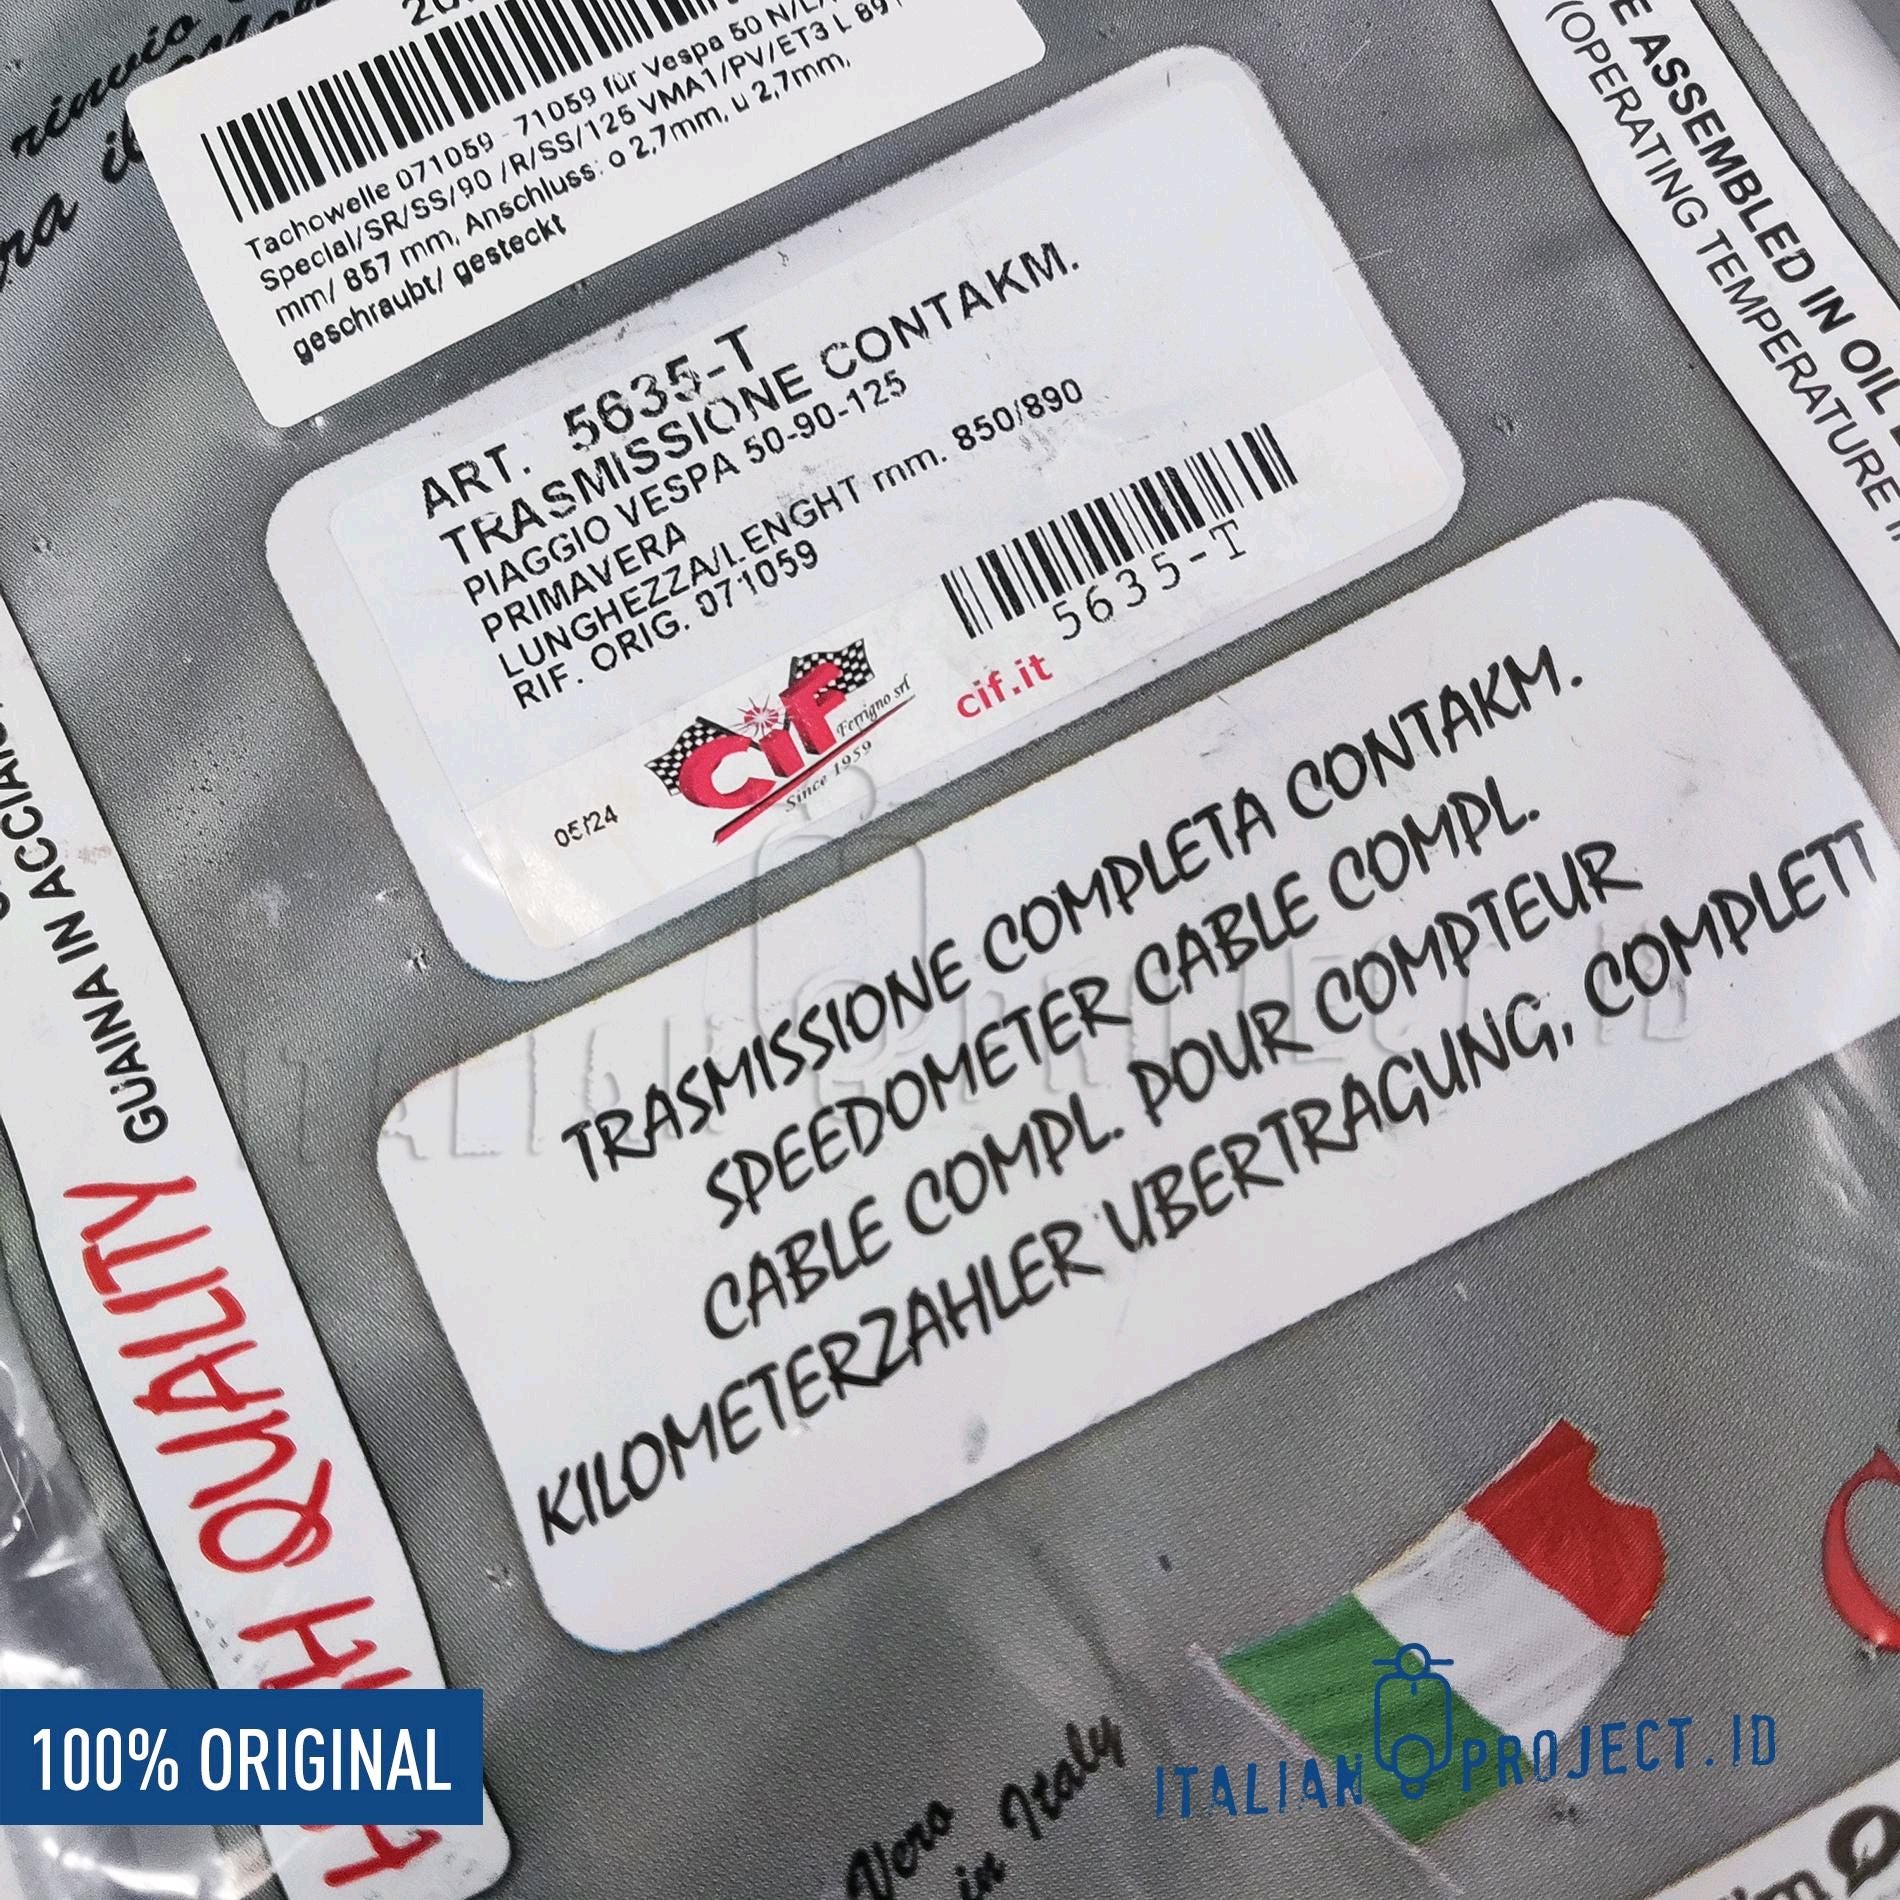 rinvio
Tachowelle 071059 - 71059 für Vespa 50 N/L/
Special/SR/SS/90 /R/SS/125 VMA1/PV/ET3 L 891
mm/ 857 mm, Anschluss: o 2,7mm, u 2,7mm,
geschraubt/ gesteckt
ART. 5635-T
TRASMISSIONE CONTAKM.
PIAGGIO VESPA 50-90-125
PRIMAVERA
LUNGHEZZA/LENGHT mm. 850/890
RIF. ORIG. 071059
5635-T
05/24
CiF
Ferrigno srl
Since 1959
cif.it
TRASMISSIONE COMPLETA CONTAKM.
SPEEDOMETER CABLE COMPL.
CABLE COMPL. POUR COMPTEUR
KILOMETERZAHLER UBERTRAGUNG, COMPLETT
E ASSEMBLED IN OIL
(OPERATING TEMPERATURE
GUAINA IN ACCIAI
QUALITY
Vero
in Italy
100% ORIGINAL
ITALIAN PROJECT.ID